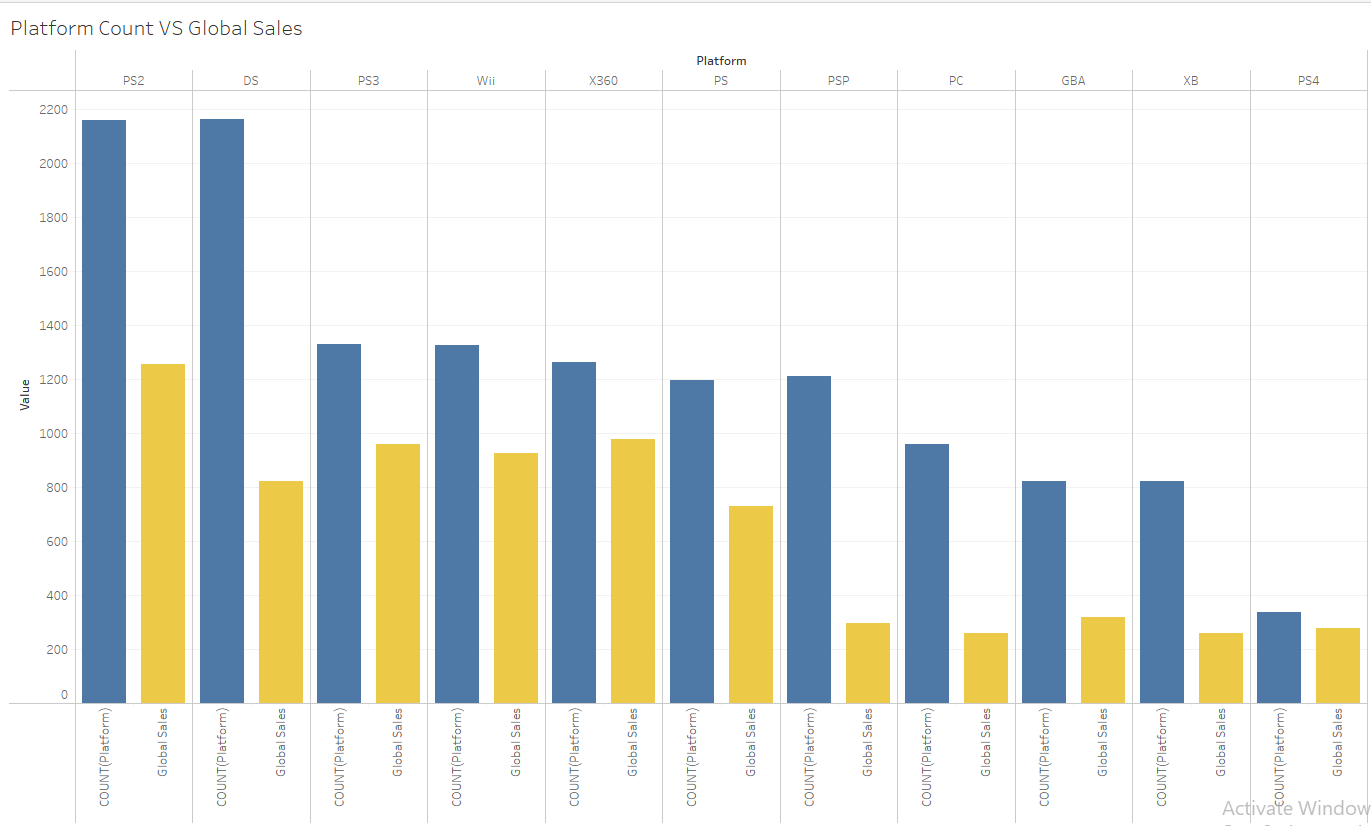 Platform Count VS Global Sales
Platform
PS2 DS PS3 Wii X360 PS PSP PC GBA XB PS4
2200
2000
1800
1600
1400
1200
1000
800
600
400
200
0
Value
COUNT(Platform) Global Sales COUNT(Platform) Global Sales COUNT(Platform) Global Sales COUNT(Platform) Global Sales COUNT(Platform) Global Sales COUNT(Platform) Global Sales COUNT(Platform) Global Sales COUNT(Platform) Global Sales COUNT(Platform) Global Sales COUNT(Platform) Global Sales COUNT(Platform) Global Sales
Activate Window